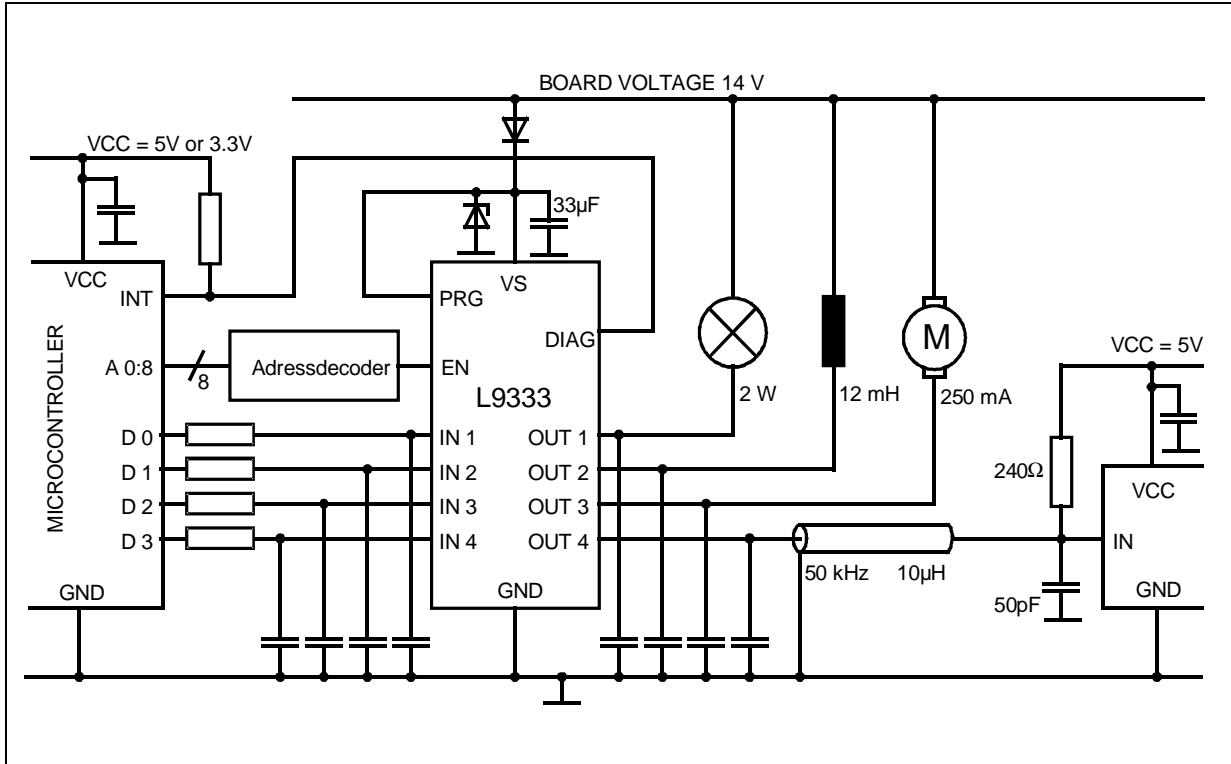 BOARD VOLTAGE 14 V
VCC = 5V or 3.3V
33µF
VCC
VS
INT
PRG
DIAG
M
VCC = 5V
MICROCONTROLLER
A 0:8
8
Adressdecoder
EN
L9333
2 W
12 mH
250 mA
D 0
IN 1
OUT 1
D 1
IN 2
OUT 2
240Ω
VCC
D 2
IN 3
OUT 3
D 3
IN 4
OUT 4
IN
50 kHz
10µH
GND
GND
50pF
GND